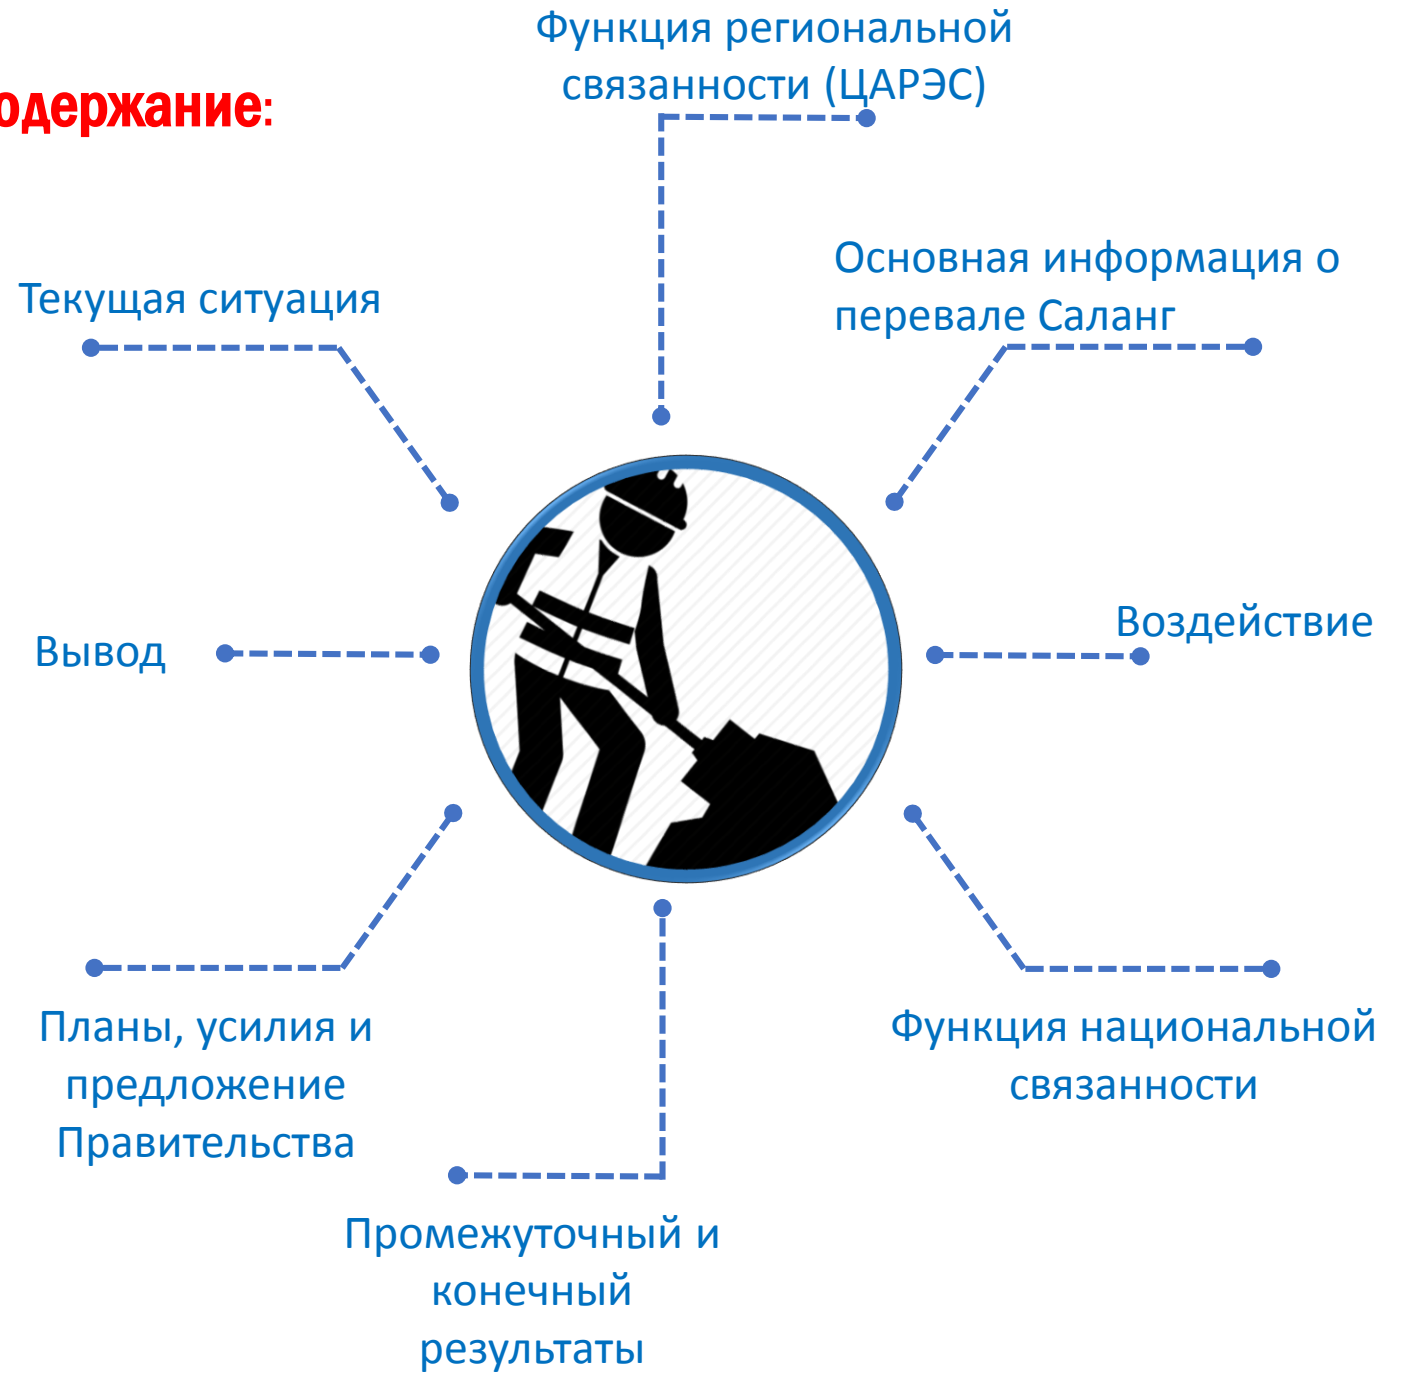 Функция региональной
связанности (ЦАРЭС)
одержание:
Основная информация о
перевале Саланг
Текущая ситуация
Воздействие
Вывод
Планы, усилия и
предложение
Правительства
Функция национальной
связанности
Промежуточный и
конечный
результаты